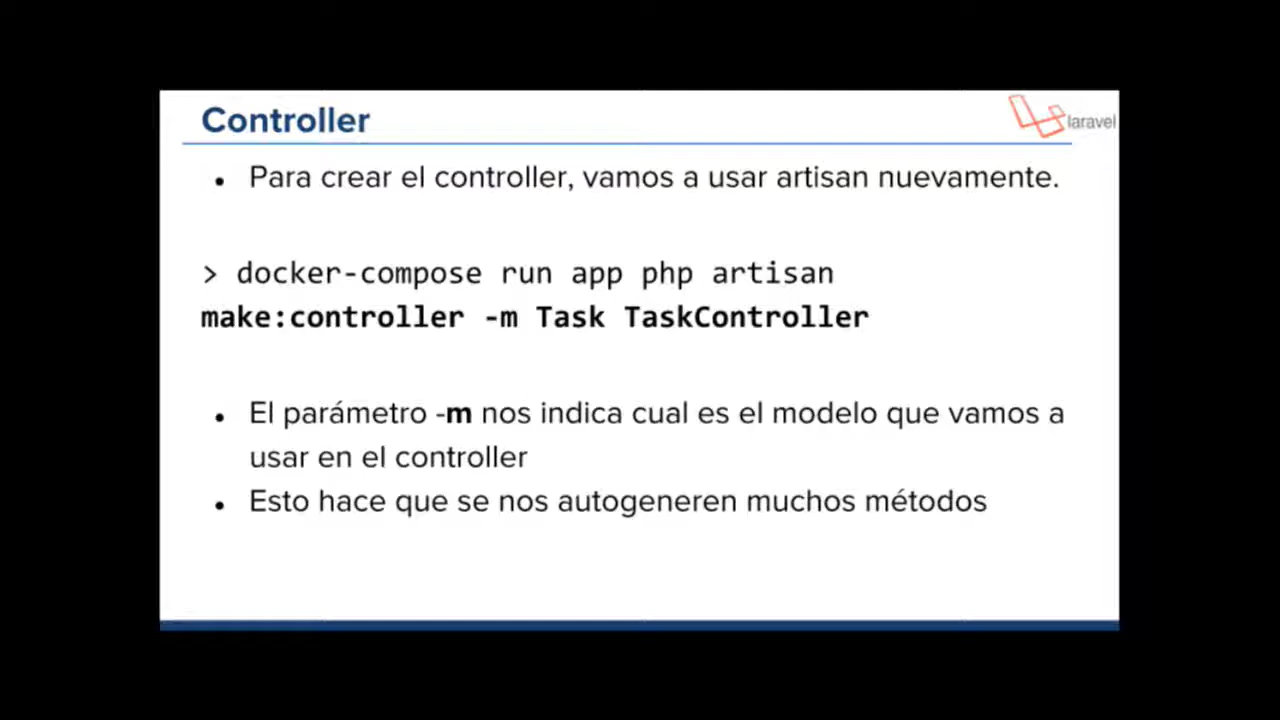 Controller
laravel
• Para crear el controller, vamos a usar artisan nuevamente.
> docker-compose run app php artisan
make:controller -m Task TaskController
• El parámetro -m nos indica cual es el modelo que vamos a
usar en el controller
• Esto hace que se nos autogeneren muchos métodos